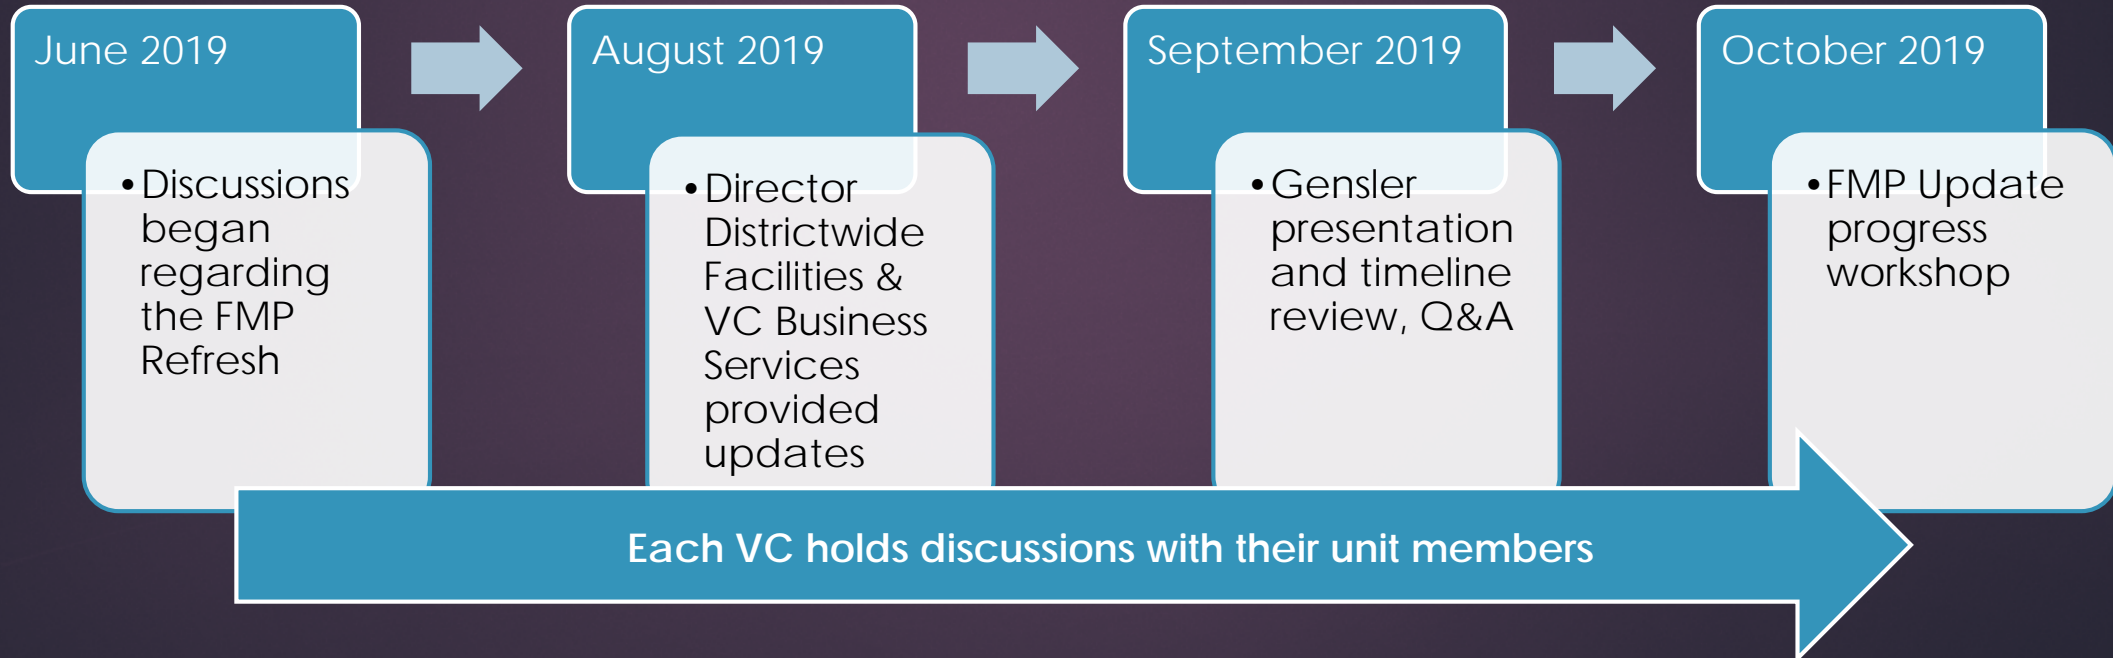 June 2019
•Discussions
began
regarding
the FMP
Refresh
August 2019
•Director
Districtwide
Facilities &
VC Business
Services
provided
updates
September 2019
•Gensler
presentation
and timeline
review, Q&A
October 2019
•FMP Update
progress
workshop
Each VC holds discussions with their unit members